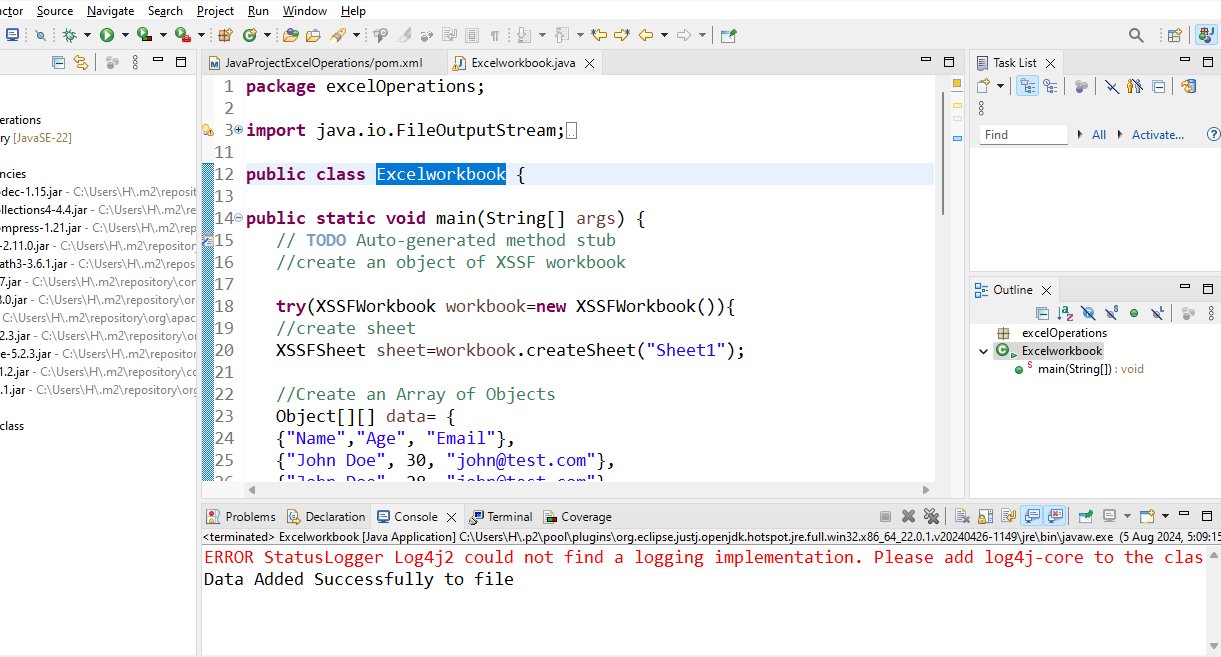 Source Navigate Search Project Run Window Help
erations
ry [JavaSE-22]
ncies
dec-1.15.jar - C:\Users\H\.m2\reposit
llections4-4.4.jar - C:\Users\H\.m2\re
mpress-1.21.jar - C:\Users\H\.m2\rep
-2.11.0.jar - C:\Users\H\.m2\repositor
ath3-3.6.1.jar - C:\Users\H\.m2\repos
7.jar - C:\Users\H\.m2\repository\con
3.0.jar - C:\Users\H\.m2\repository\or
C:\Users\H\.m2\repository\org\apac
2.3.jar - C:\Users\H\.m2\repository\o
e-5.2.3.jar - C:\Users\H\.m2\repositor
1.2.jar - C:\Users\H\.m2\repository\co
.1.jar - C:\Users\H\.m2\repository\org
class
JavaProjectExcelOperations/pom.xml
Excelworkbook.java
1 package excelOperations;
2
3 import java.io.FileOutputStream;
11
12 public class Excelworkbook {
13
14 public static void main(String[] args) {
15 // TODO Auto-generated method stub
16 //create an object of XSSF workbook
17
18 try(XSSFWorkbook workbook=new XSSFWorkbook()){
19 //create sheet
20 XSSFSheet sheet=workbook.createSheet("Sheet1");
21
22 //Create an Array of Objects
23 Object[][] data= {
24 {"Name","Age", "Email"},
25 {"John Doe", 30, "john@test.com"},
Task List
Find
All
Activate...
Outline
excelOperations
Excelworkbook
main(String[]) : void
Problems Declaration Console Terminal Coverage
<terminated> Excelworkbook [Java Application] C:\Users\H\.p2\pool\plugins\org.eclipse.justj.openjdk.hotspot.jre.full.win32.x86_64_22.0.1.v20240426-1149\jre\bin\javaw.exe (5 Aug 2024, 5:09:15
ERROR StatusLogger Log4j2 could not find a logging implementation. Please add log4j-core to the clas
Data Added Successfully to file